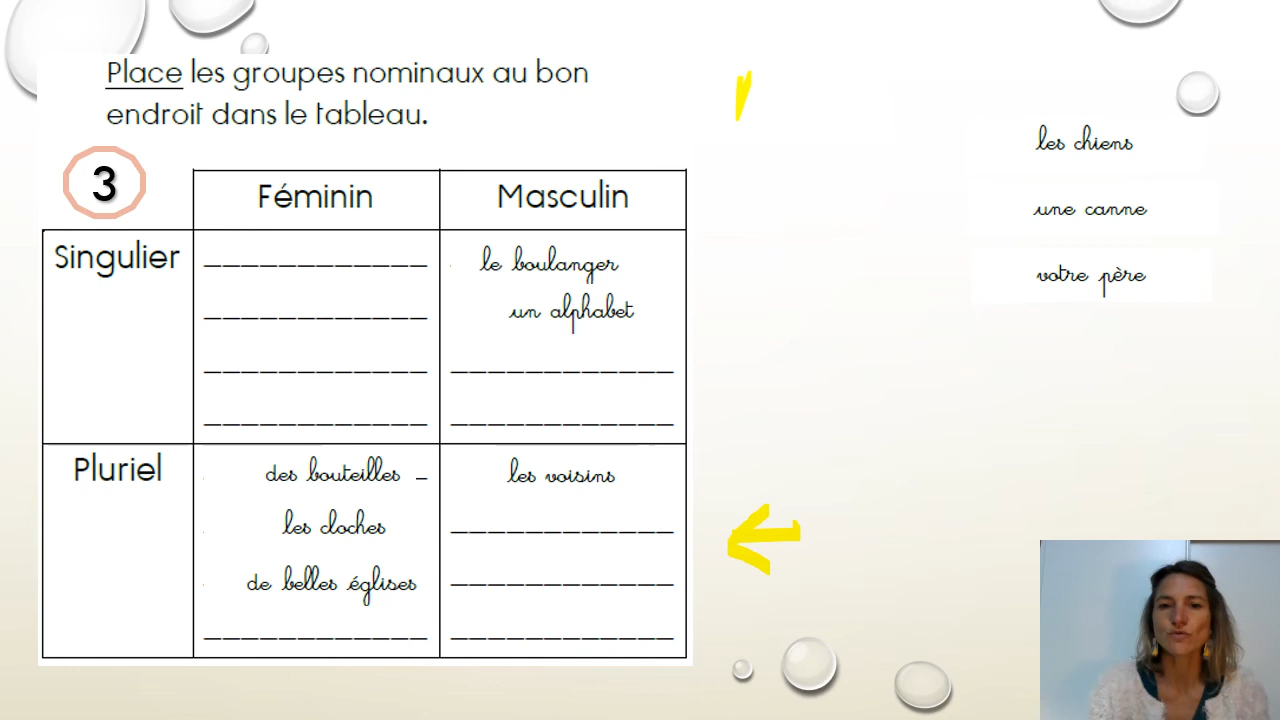 Place les groupes nominaux au bon
endroit dans le tableau.
3
Féminin Masculin
Singulier
le boulanger
un alphabet
Pluriel
des bouteilles les voisins
les cloches
de belles églises
les chiens
une canne
votre père